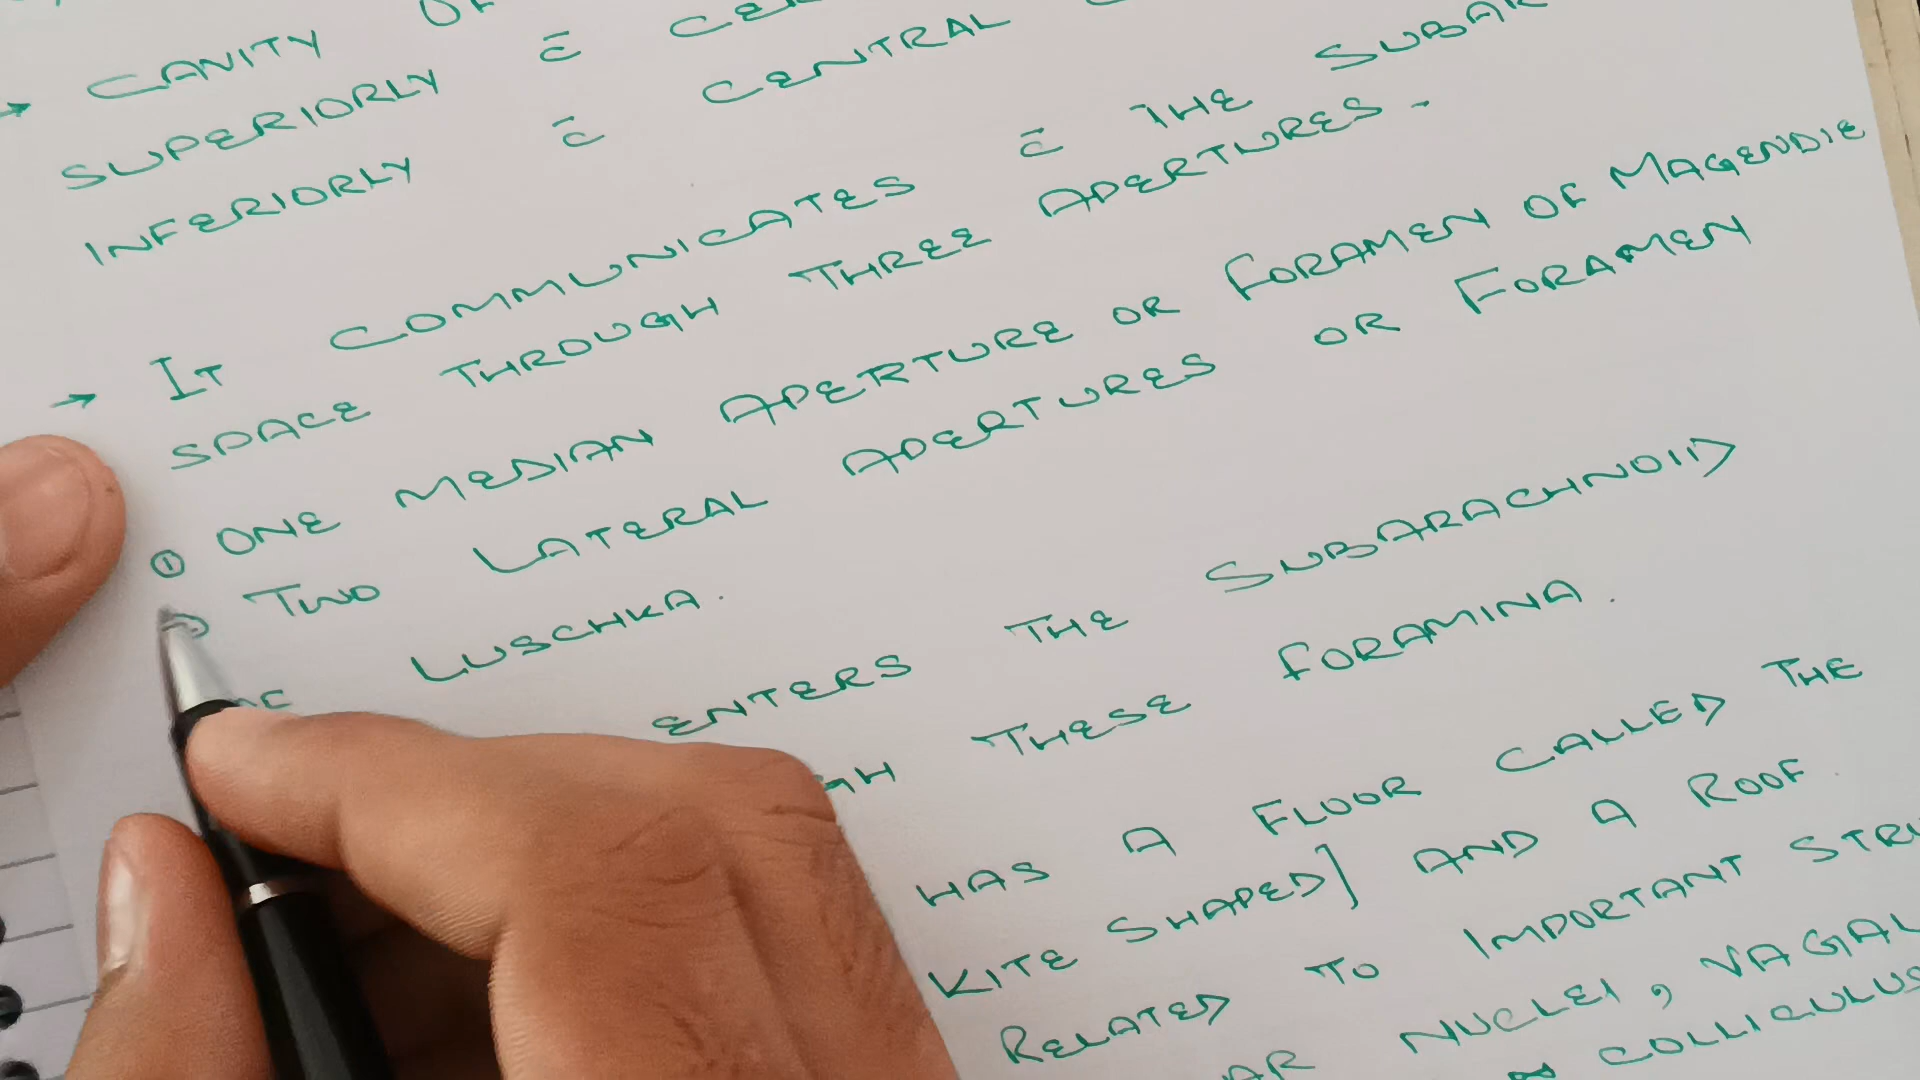 → CAVITY OF
SUPERIORLY c̄
INFERIORLY c̄ CENTRAL
→ IT COMMUNICATES c̄ THE
SPACE THROUGH THREE APERTURES.
① ONE MEDIAN APERTURE OR FORAMEN OF MAGENDIE
TWO LATERAL APERTURES OR FORAMEN
LUSCHKA.
ENTERS THE SUBARACHNOID
THESE FORAMINA.
HAS A FLOOR CALLED THE
KITE SHAPED] AND A ROOF.
RELATED TO IMPORTANT
NUCLEI, VAGAL
COLLICULUS